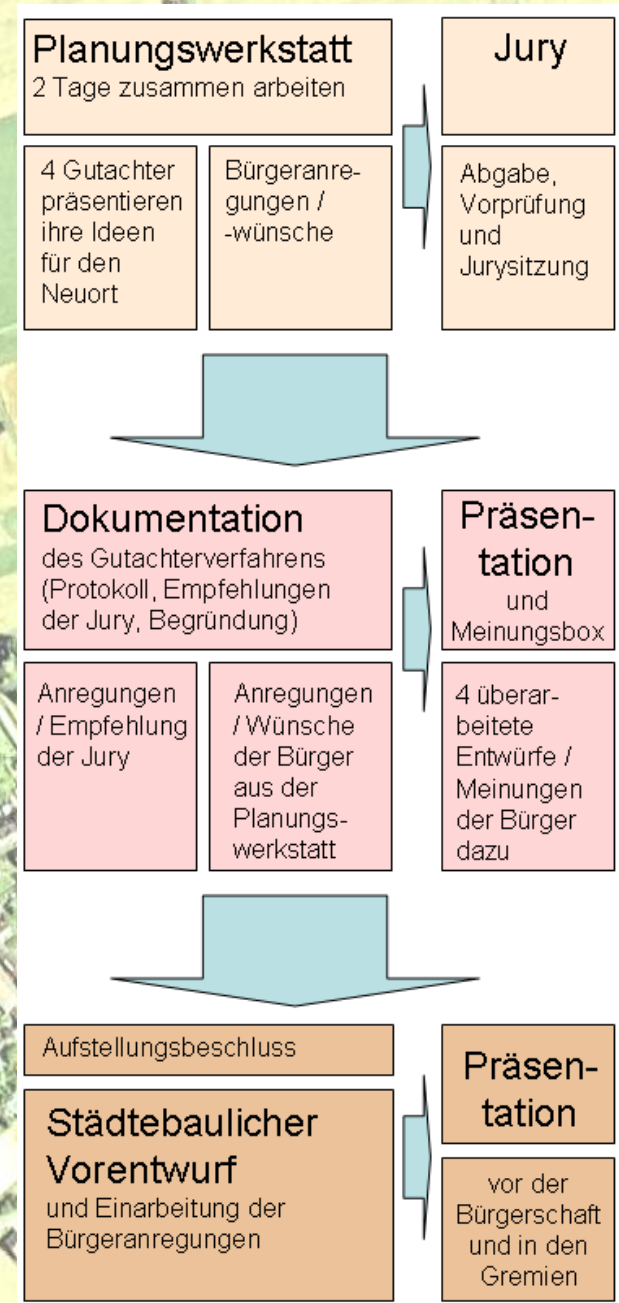 Planungswerkstatt
2 Tage zusammen arbeiten
4 Gutachter
präsentieren
ihre Ideen
für den
Neuort
Bürgeranre-
gungen /
-wünsche
Jury
Abgabe,
Vorprüfung
und
Jurysitzung
Dokumentation
des Gutachterverfahrens
(Protokoll, Empfehlungen
der Jury, Begründung)
Anregungen
/ Empfehlung
der Jury
Anregungen
/ Wünsche
der Bürger
aus der
Planungs-
werkstatt
Präsen-
tation
und
Meinungsbox
4 überar-
beitete
Entwürfe /
Meinungen
der Bürger
dazu
Aufstellungsbeschluss
Städtebaulicher
Vorentwurf
und Einarbeitung der
Bürgeranregungen
Präsen-
tation
vor der
Bürgerschaft
und in den
Gremien